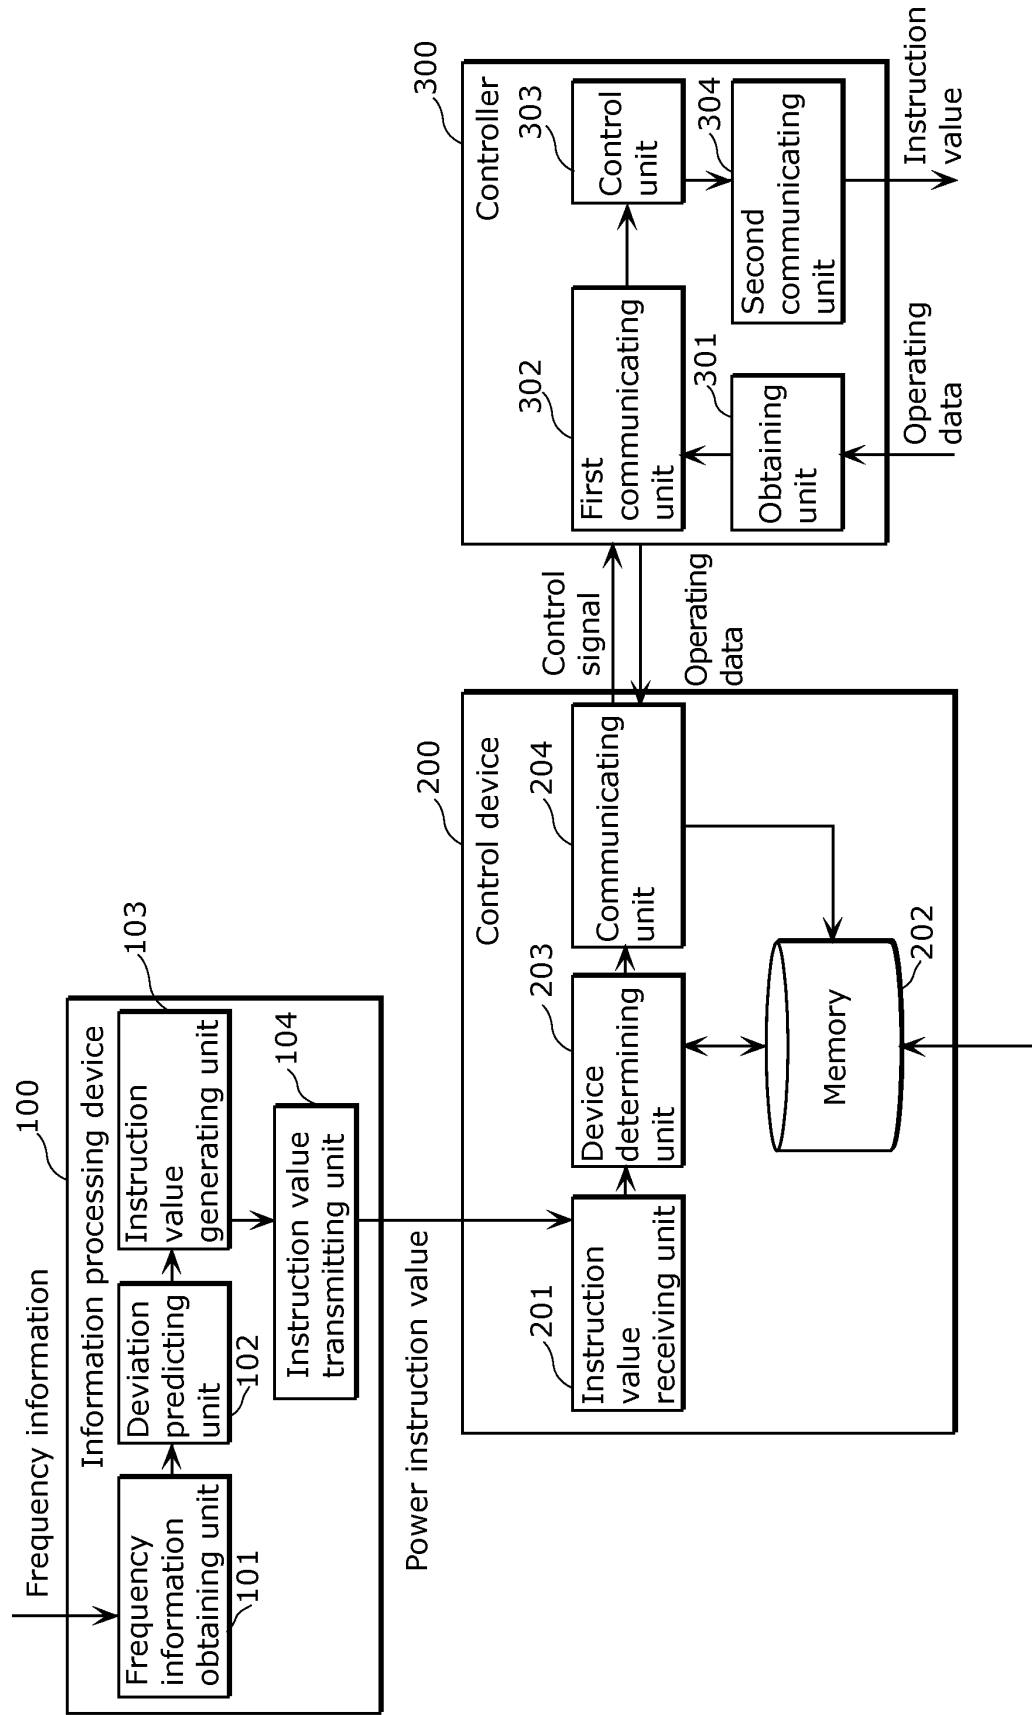 Frequency information
100
Information processing device
Frequency
information
obtaining unit
101
Deviation
predicting
unit
102
Instruction
value
generating unit
103
Instruction value
transmitting unit
104
Power instruction value
200
Control device
201
Instruction
value
receiving unit
203
Device
determining
unit
204
Communicating
unit
Memory
202
Control
signal
Operating
data
300
Controller
302
First
communicating
unit
303
Control
unit
301
Obtaining
unit
304
Second
communicating
unit
Operating
data
Instruction
value